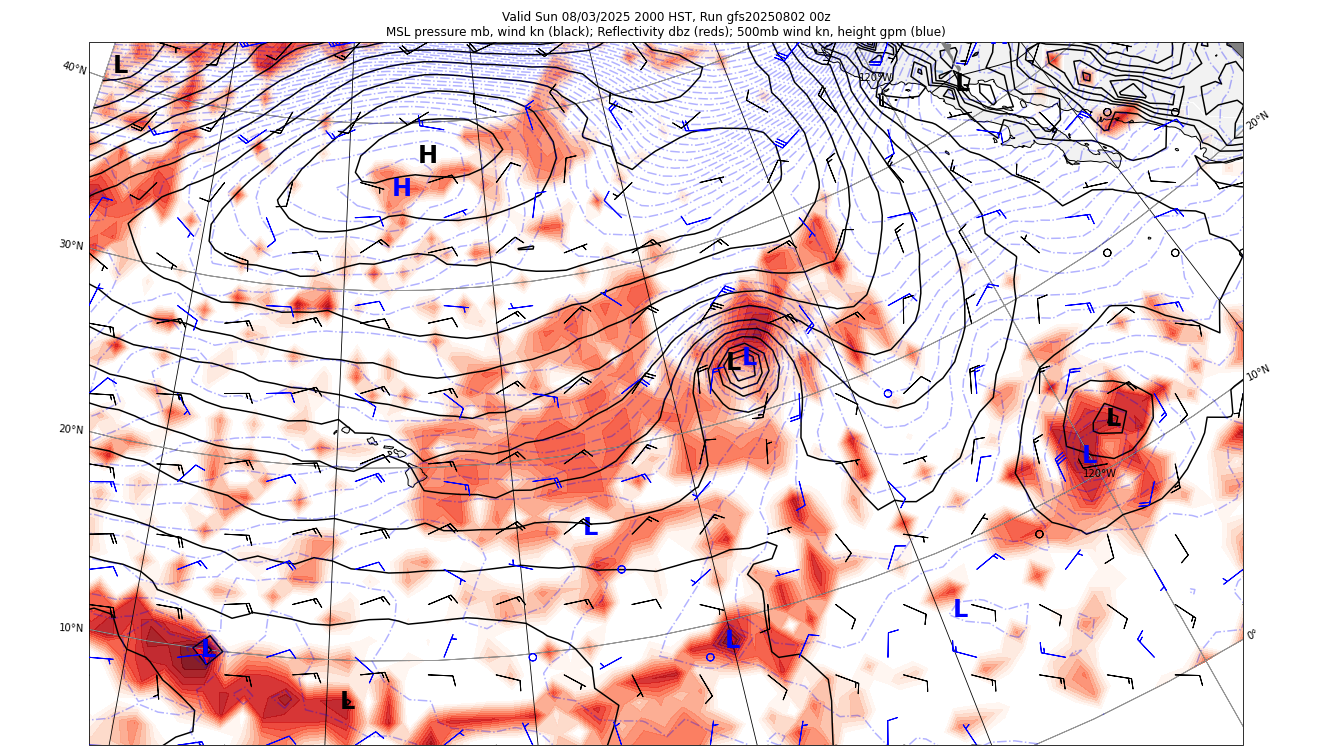 Valid Sun 08/03/2025 2000 HST, Run gfs20250802 00z
MSL pressure mb, wind kn (black); Reflectivity dbz (reds); 500mb wind kn, height gpm (blue)
L
40°N
120°W
L
20°N
H
H
30°N
L
L
10°N
20°N
L
L
120°W
L
L
10°N
L
L
0°
L